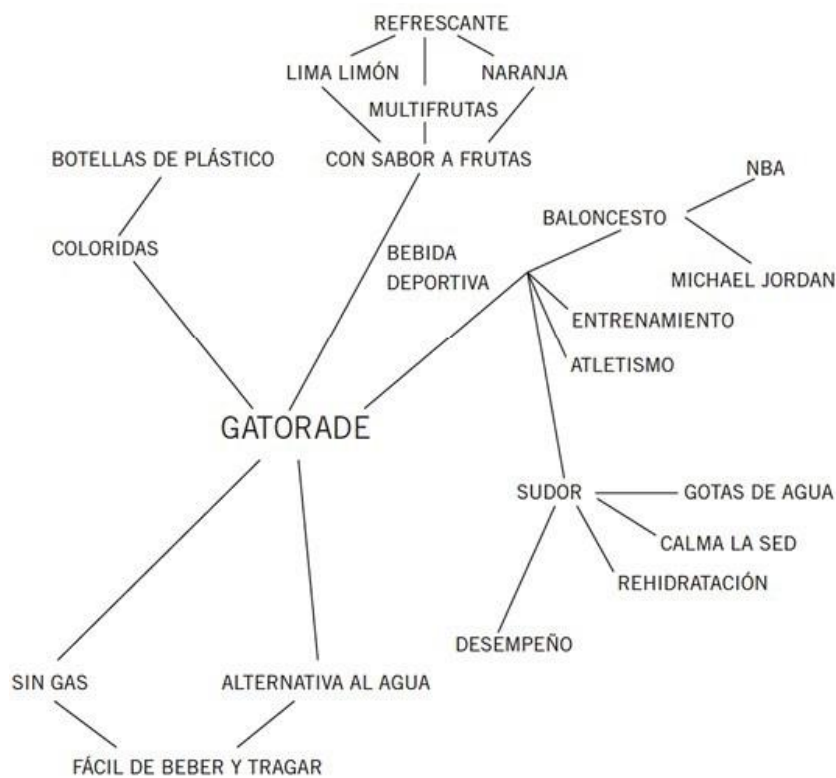 REFRESCANTE
LIMA LIMÓN
NARANJA
MULTIFRUTAS
BOTELLAS DE PLÁSTICO
CON SABOR A FRUTAS
NBA
BALONCESTO
COLORIDAS
BEBIDA
DEPORTIVA
MICHAEL JORDAN
ENTRENAMIENTO
ATLETISMO
GATORADE
SUDOR
GOTAS DE AGUA
CALMA LA SED
REHIDRATACIÓN
DESEMPEÑO
SIN GAS
ALTERNATIVA AL AGUA
FÁCIL DE BEBER Y TRAGAR